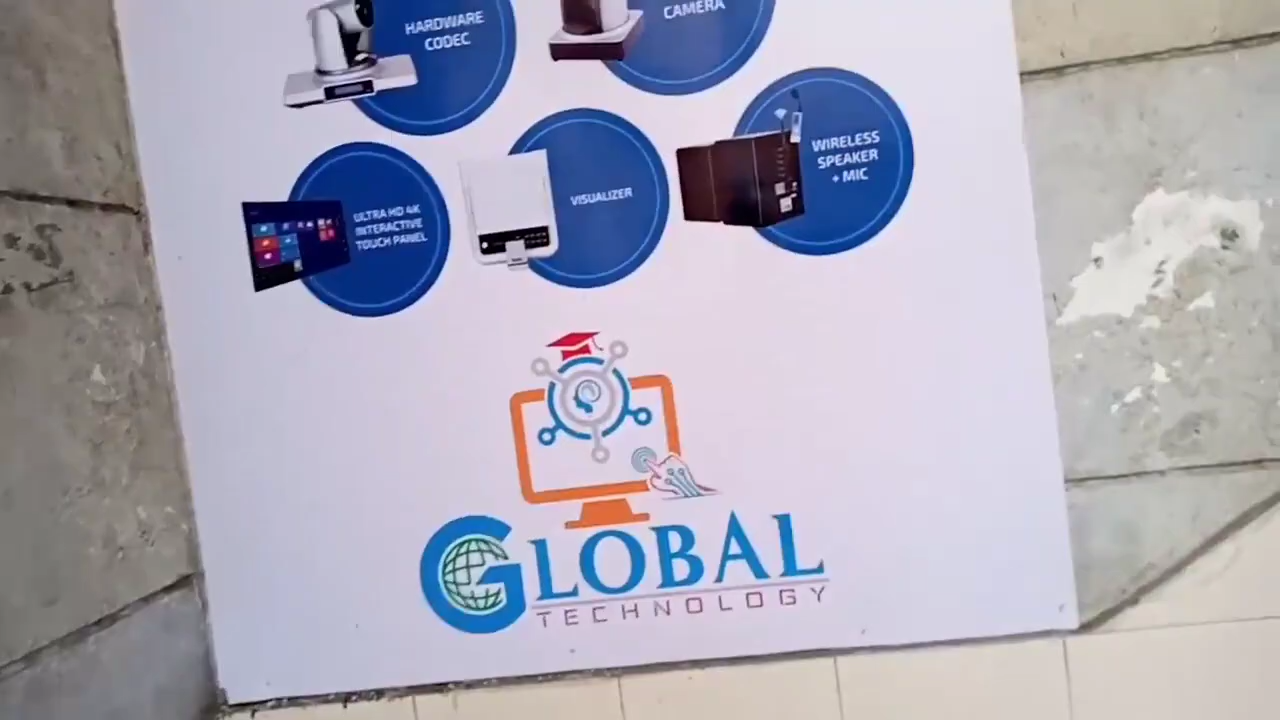 HARDWARE
CODEC
CAMERA
ULTRA HD 4K
INTERACTIVE
TOUCH PANEL
VISUALIZER
WIRELESS
SPEAKER
+ MIC
GLOBAL
TECHNOLOGY